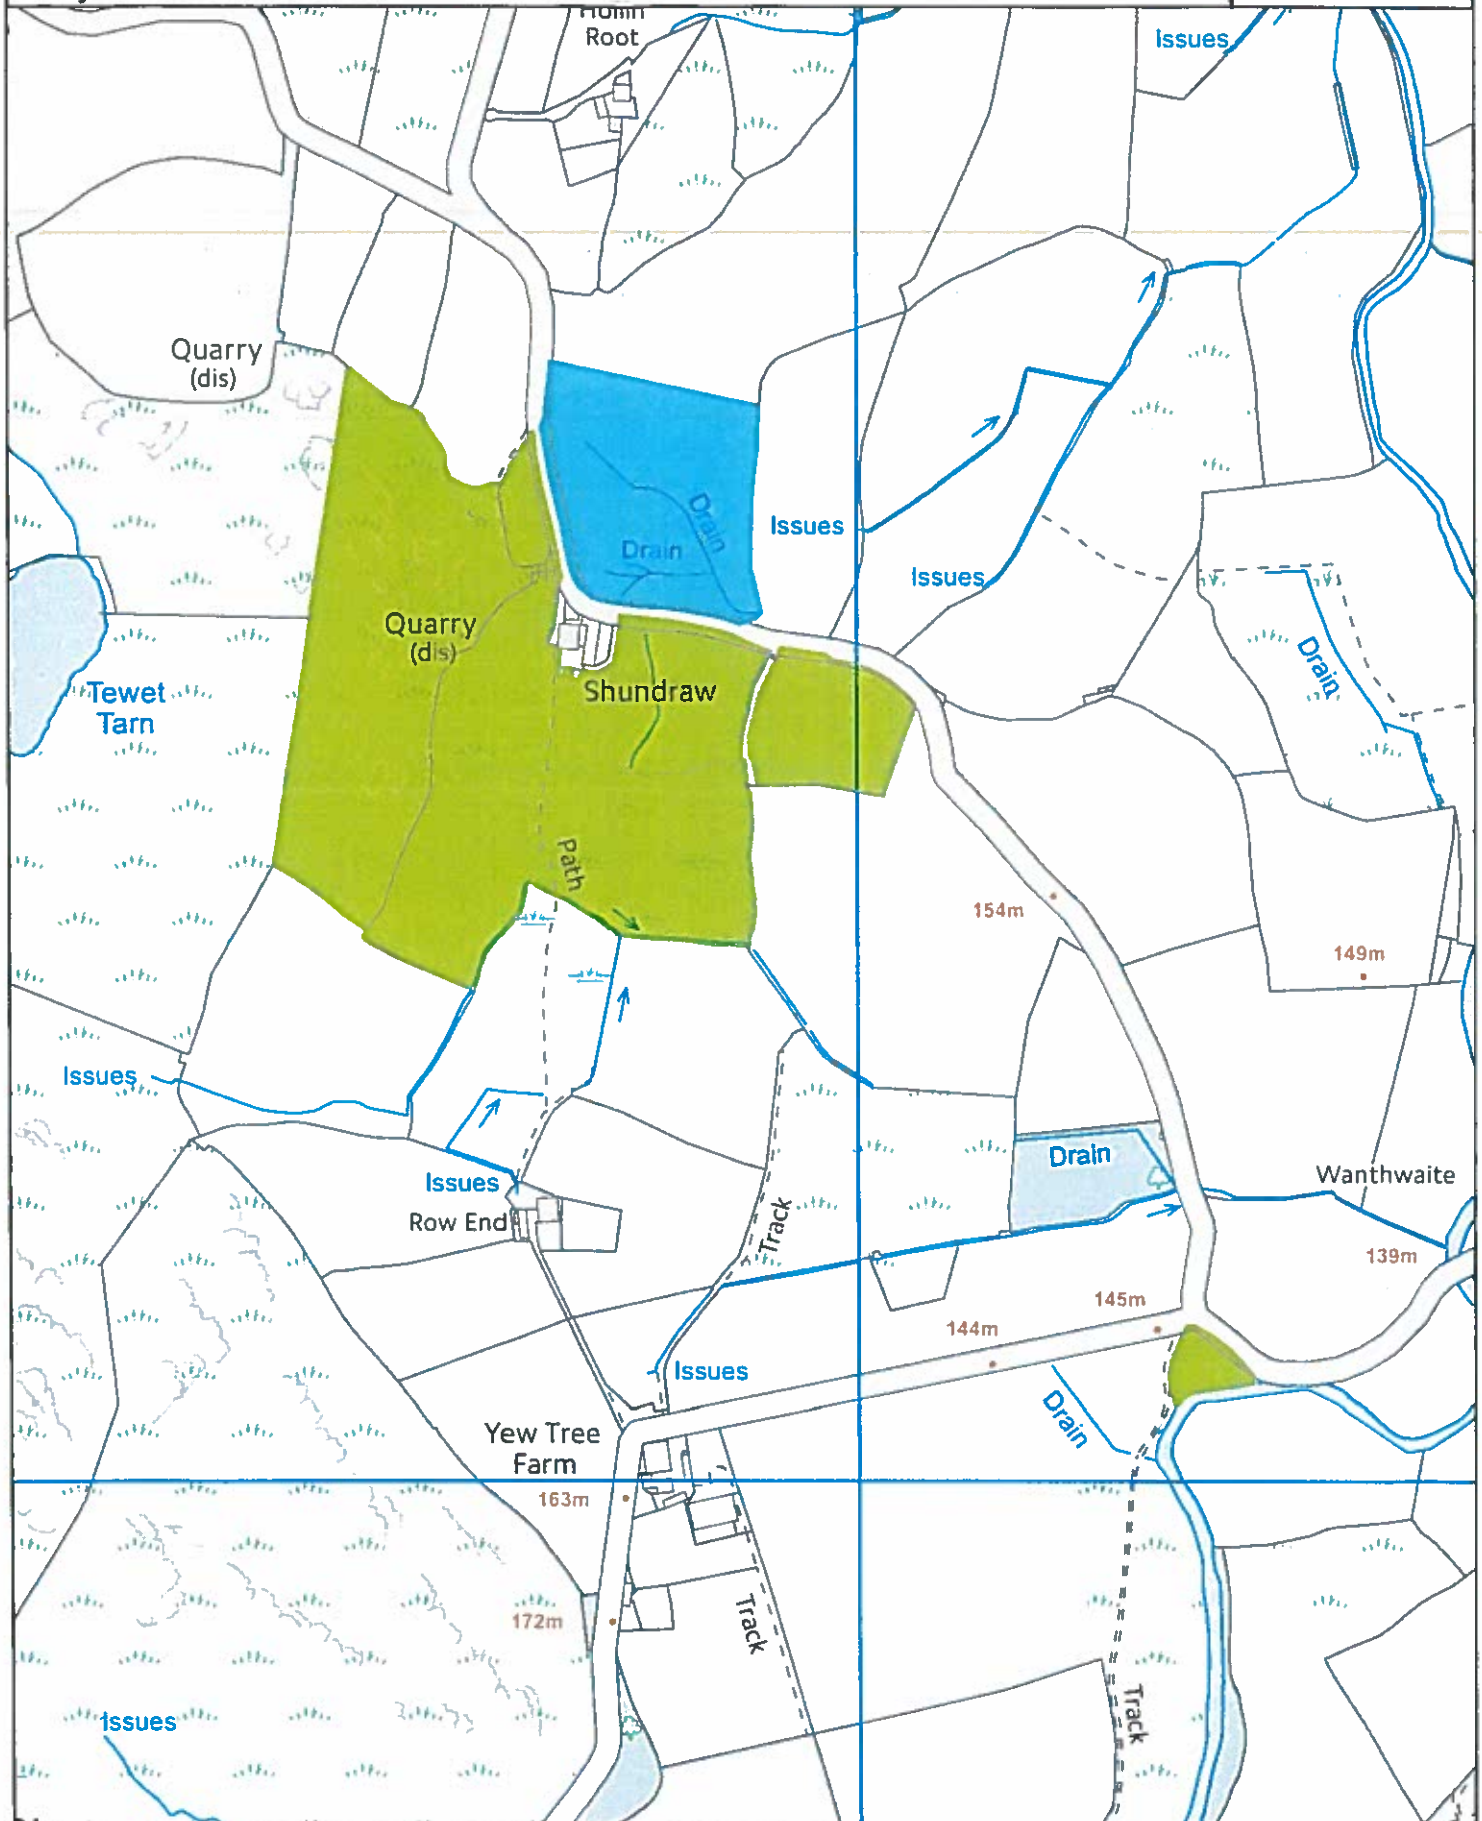 Root
Issues
Quarry
(dis)
Drain
Drain
Issues
Issues
Quarry
(dis)
Shundraw
Tewet
Tarn
Drain
Path
154m
149m
Issues
Drain
Wanthwaite
Issues
Row End
Track
139m
145m
144m
Issues
Drain
Yew Tree
Farm
163m
172m
Track
Track
Issues